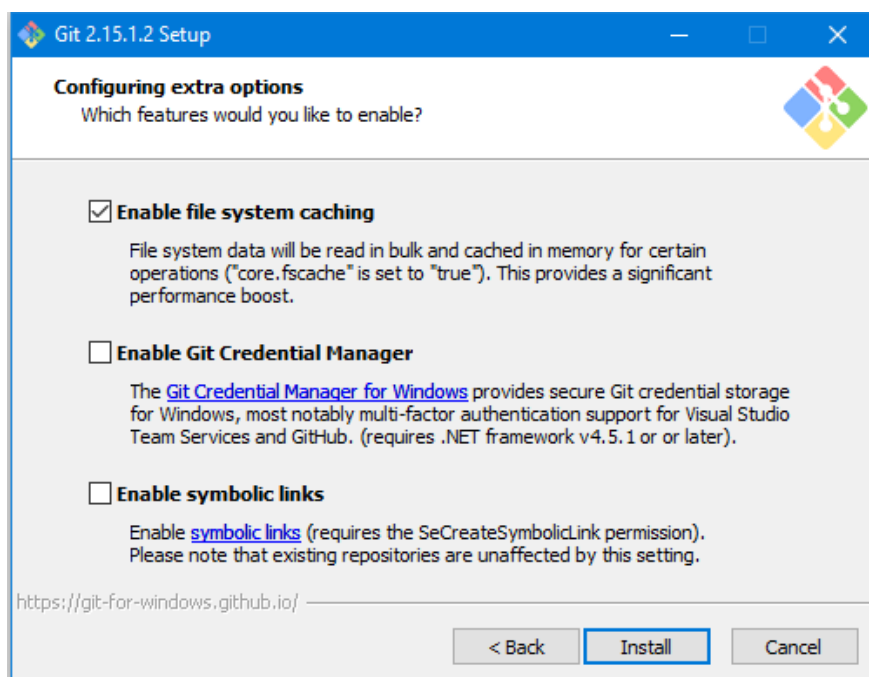 Git 2.15.1.2 Setup
Configuring extra options
Which features would you like to enable?
Enable file system caching
File system data will be read in bulk and cached in memory for certain
operations ("core.fscache" is set to "true"). This provides a significant
performance boost.
Enable Git Credential Manager
The Git Credential Manager for Windows provides secure Git credential storage
for Windows, most notably multi-factor authentication support for Visual Studio
Team Services and GitHub. (requires .NET framework v4.5.1 or or later).
Enable symbolic links
Enable symbolic links (requires the SeCreateSymbolicLink permission).
Please note that existing repositories are unaffected by this setting.
https://git-for-windows.github.io/
< Back Install Cancel